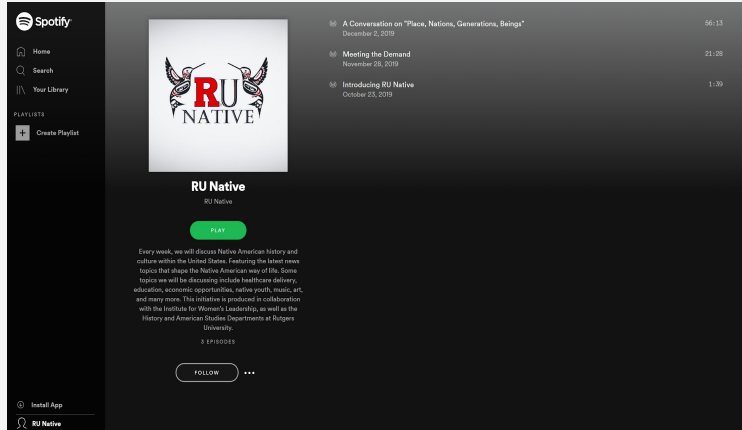 Spotify
Home
Search
Your Library
PLAYLISTS
Create Playlist
Install App
RU Native
RU
NATIVE
RU Native
RU Native
PLAY
Every week, we will discuss Native American history and
culture within the United States. Featuring the latest news
topics that shape the Native American way of life. Some
topics we will be discussing include healthcare delivery,
education, economic opportunities, native youth, music, art,
and many more. This initiative is produced in collaboration
with the Institute for Women's Leadership, as well as the
History and American Studies Departments at Rutgers
University.
3 EPISODES
FOLLOW
A Conversation on "Place, Nations, Generations, Beings" 56:13
December 2, 2019
Meeting the Demand 21:28
November 28, 2019
Introducing RU Native 1:39
October 23, 2019